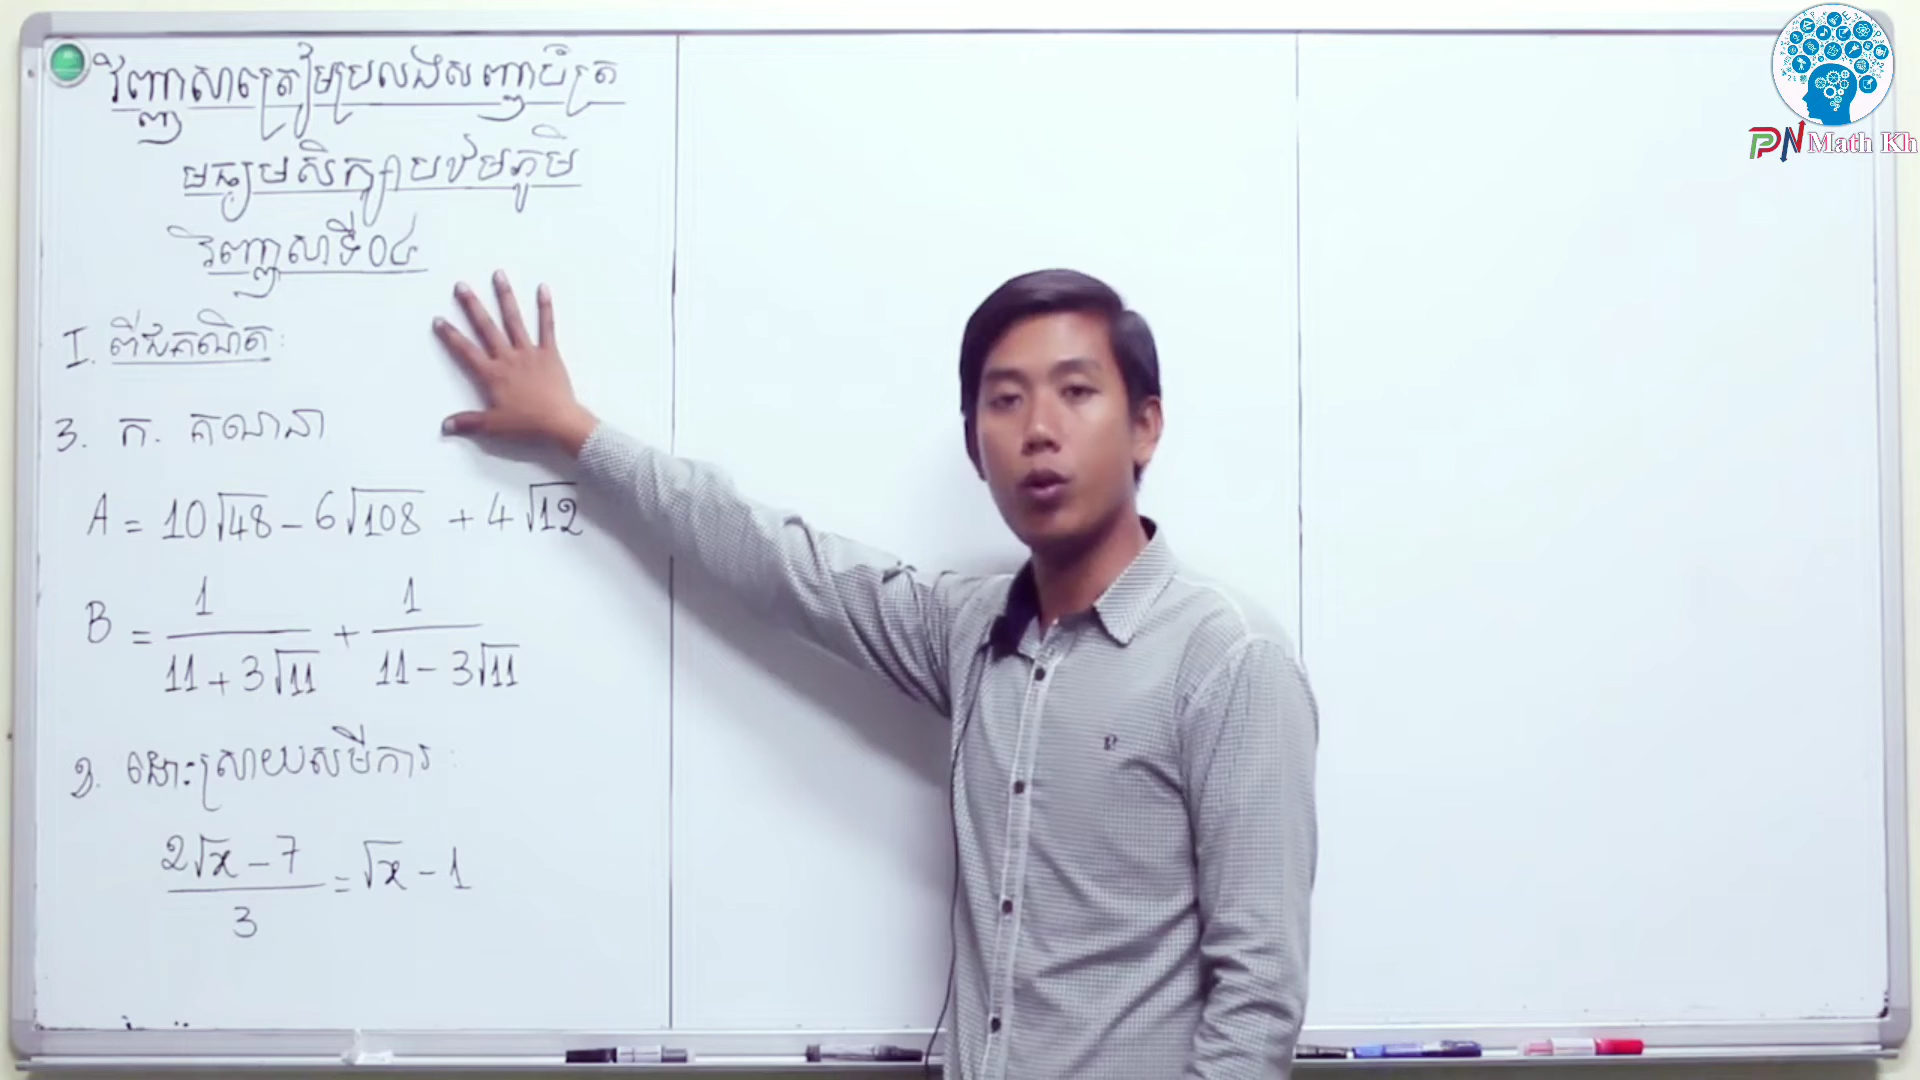 វិញ្ញាសាត្រៀមប្រលងសញ្ញាបត្រ
មធ្យមសិក្សាបឋមភូមិ
វិញ្ញាសាទី០៤
I. ពីជគណិត:
3. ក. គណនា
A = 10√48 - 6√108 + 4√12
B = 1/(11 + 3√11) + 1/(11 - 3√11)
ដោះស្រាយសមីការ:
(2√x - 7)/3 = √x - 1
PN Math Kh